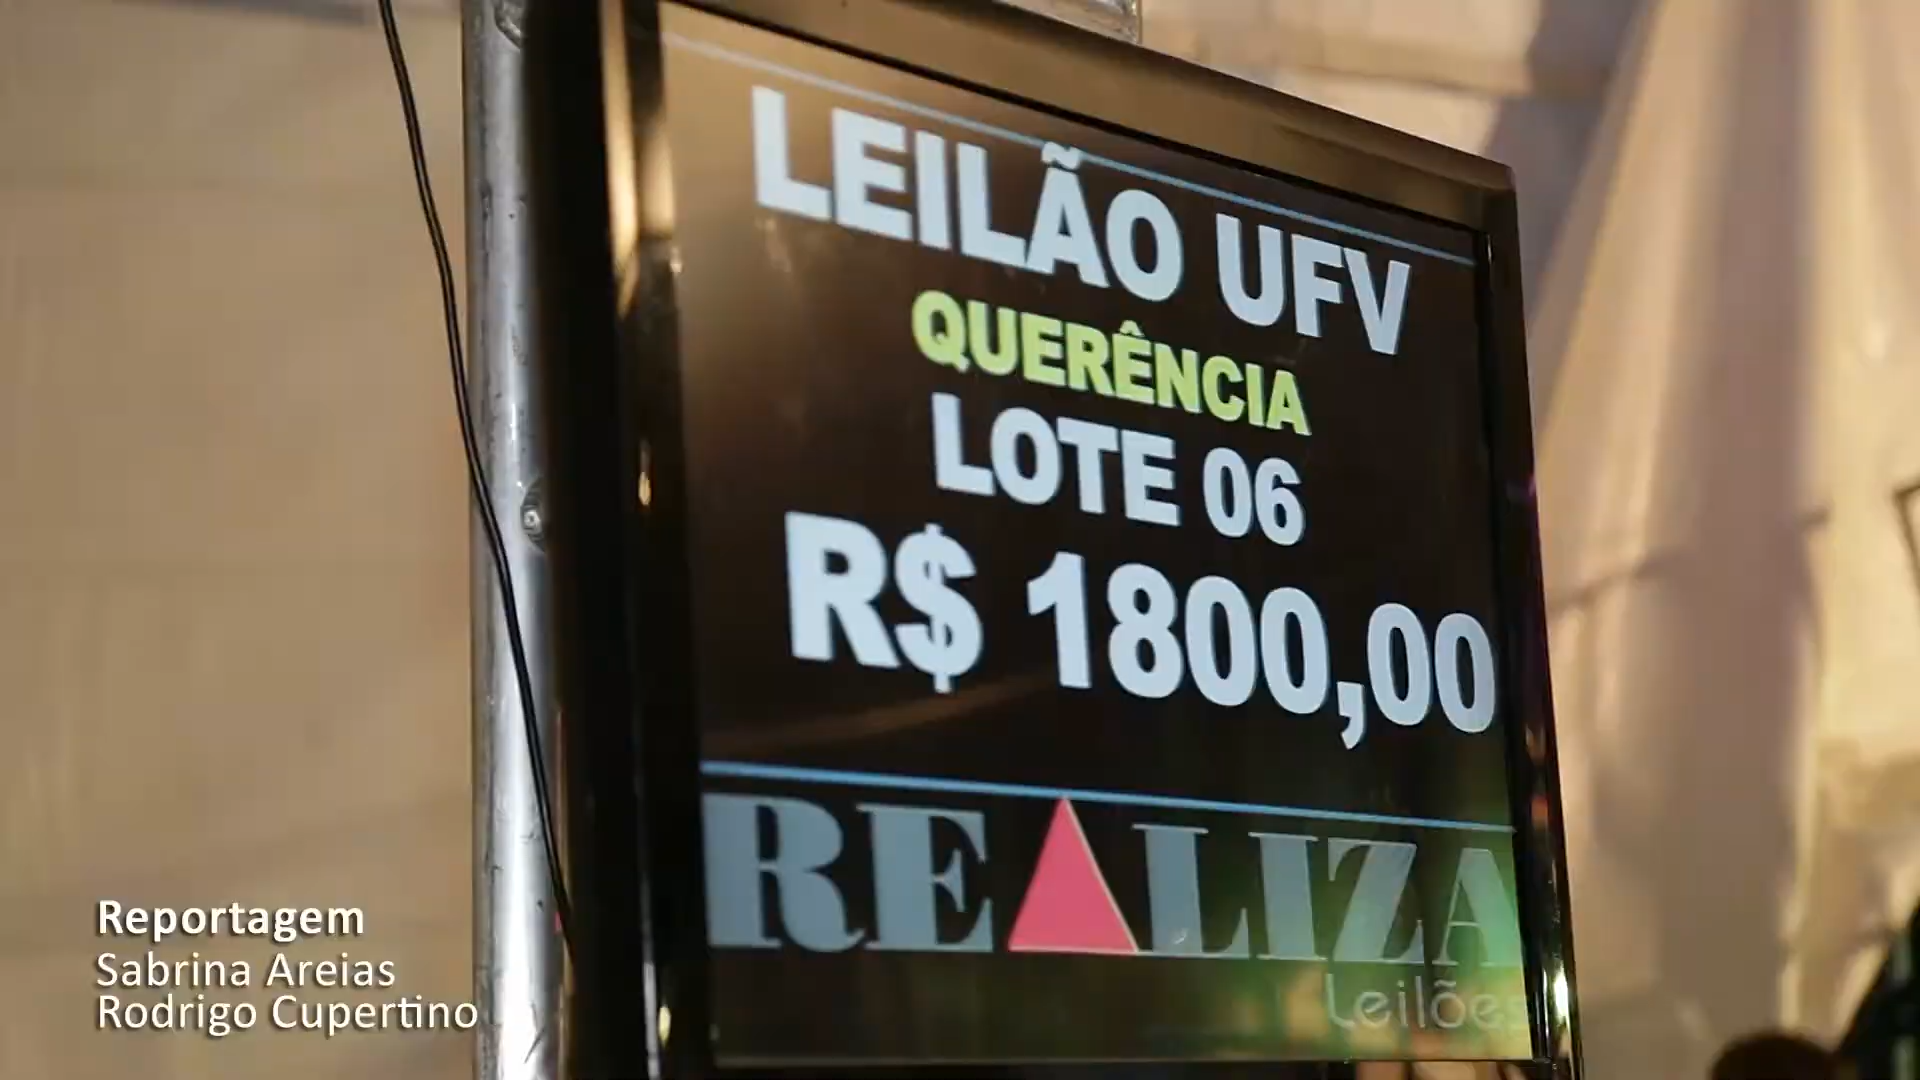 LEILÃO UFV
QUERÊNCIA
LOTE 06
R$ 1800,00
REALIZA
Leilões
Reportagem
Sabrina Areias
Rodrigo Cupertino